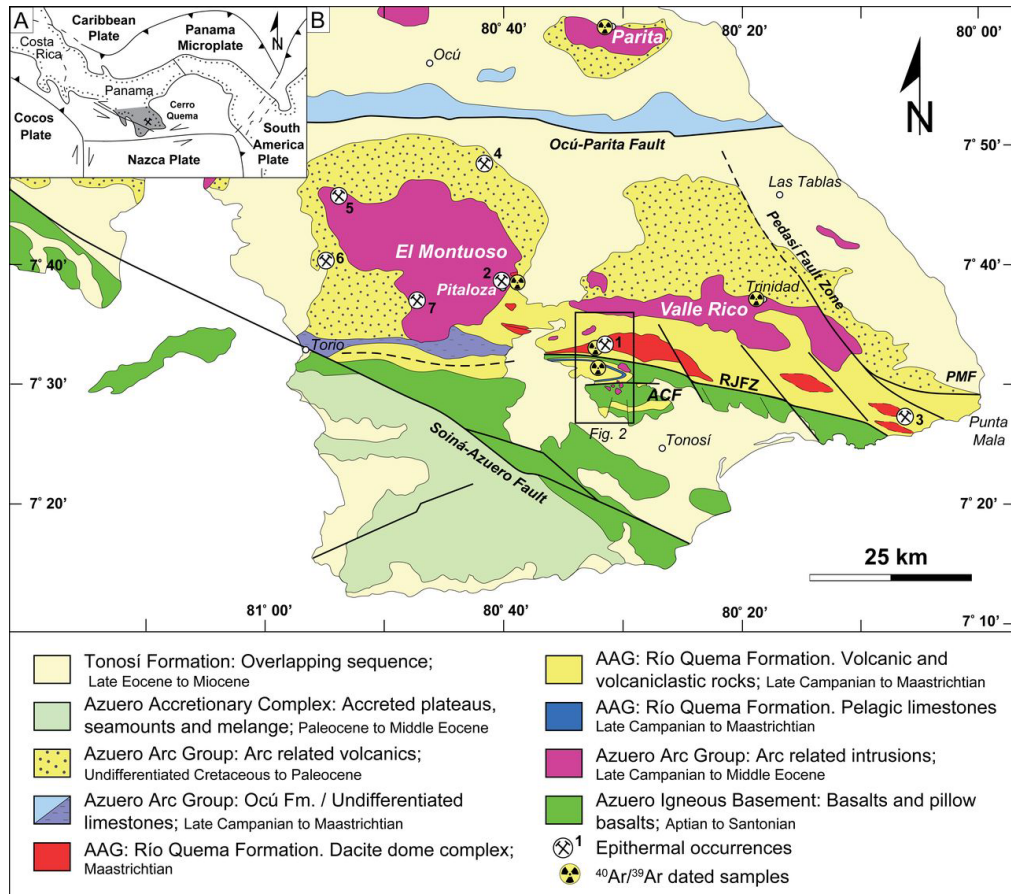 A
Caribbean
Plate
Panama
Microplate
N
Costa
Rica
Panama
Cerro
Quema
Cocos
Plate
South
America
Plate
Nazca Plate
B
80 40’
80 20’
80 00’
Parita
Ocú
N
Ocú-Parita Fault
7° 50’
4
Las Tablas
5
Pedasí Fault Zone
El Montuoso
6
7° 40’
7° 40’
2
Pitaloza
Trinidad
7
Valle Rico
1
Torio
RJFZ
PMF
7° 30’
7° 30’
ACF
3
Punta
Mala
Fig. 2
Tonosí
Soiná-Azuero Fault
7° 20’
7° 20’
25 km
81° 00’
80° 40’
80° 20’
7° 10’
Tonosí Formation: Overlapping sequence;
Late Eocene to Miocene
Azuero Accretionary Complex: Accreted plateaus,
seamounts and melange; Paleocene to Middle Eocene
Azuero Arc Group: Arc related volcanics;
Undifferentiated Cretaceous to Paleocene
Azuero Arc Group: Ocú Fm. / Undifferentiated
limestones; Late Campanian to Maastrichtian
AAG: Río Quema Formation. Dacite dome complex;
Maastrichtian
AAG: Río Quema Formation. Volcanic and
volcaniclastic rocks; Late Campanian to Maastrichtian
AAG: Río Quema Formation. Pelagic limestones
Late Campanian to Maastrichtian
Azuero Arc Group: Arc related intrusions;
Late Campanian to Middle Eocene
Azuero Igneous Basement: Basalts and pillow
basalts; Aptian to Santonian
1 Epithermal occurrences
⁴⁰Ar/³⁹Ar dated samples